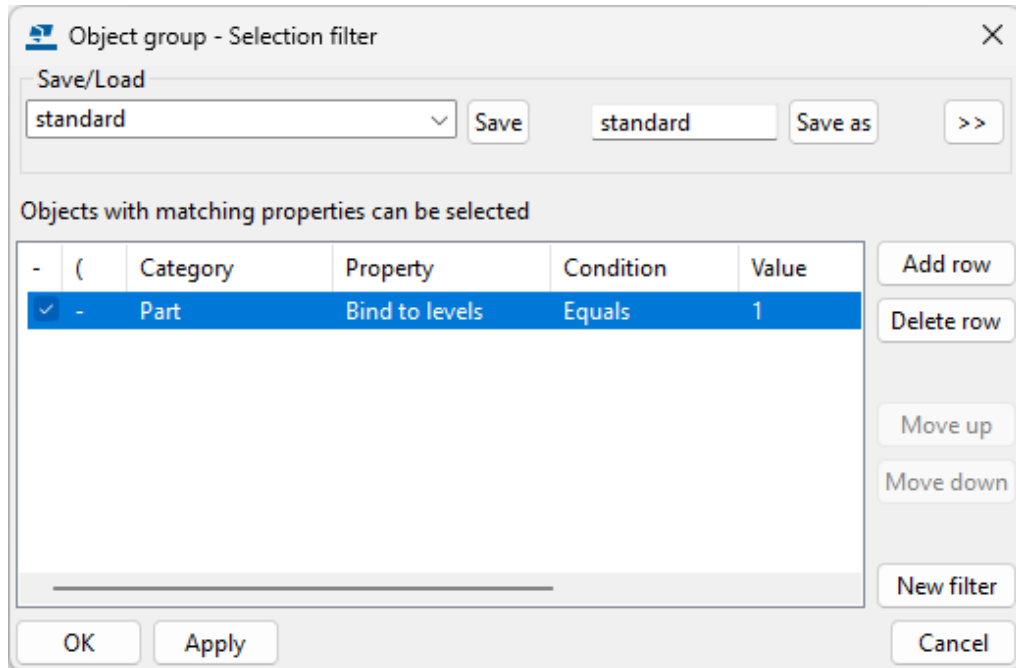 Object group - Selection filter
Save/Load
standard Save standard Save as >>
Objects with matching properties can be selected
- ( Category Property Condition Value
- Part Bind to levels Equals 1
Add row
Delete row
Move up
Move down
New filter
OK Apply Cancel